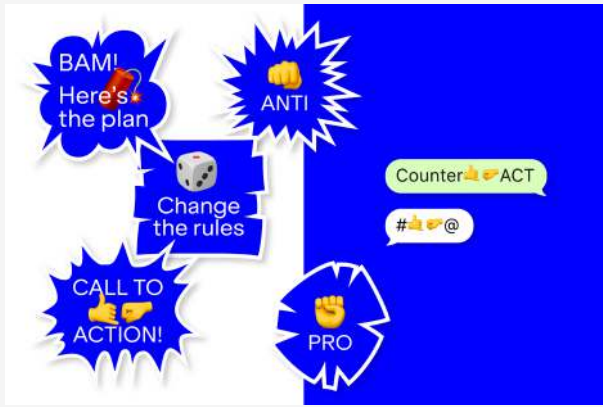 BAM!
Here's
the plan
👊
ANTI
Change
the rules
CALL TO
🤙🤛
ACTION!
✊
PRO
Counter🤙🤛ACT
#🤙🤛@